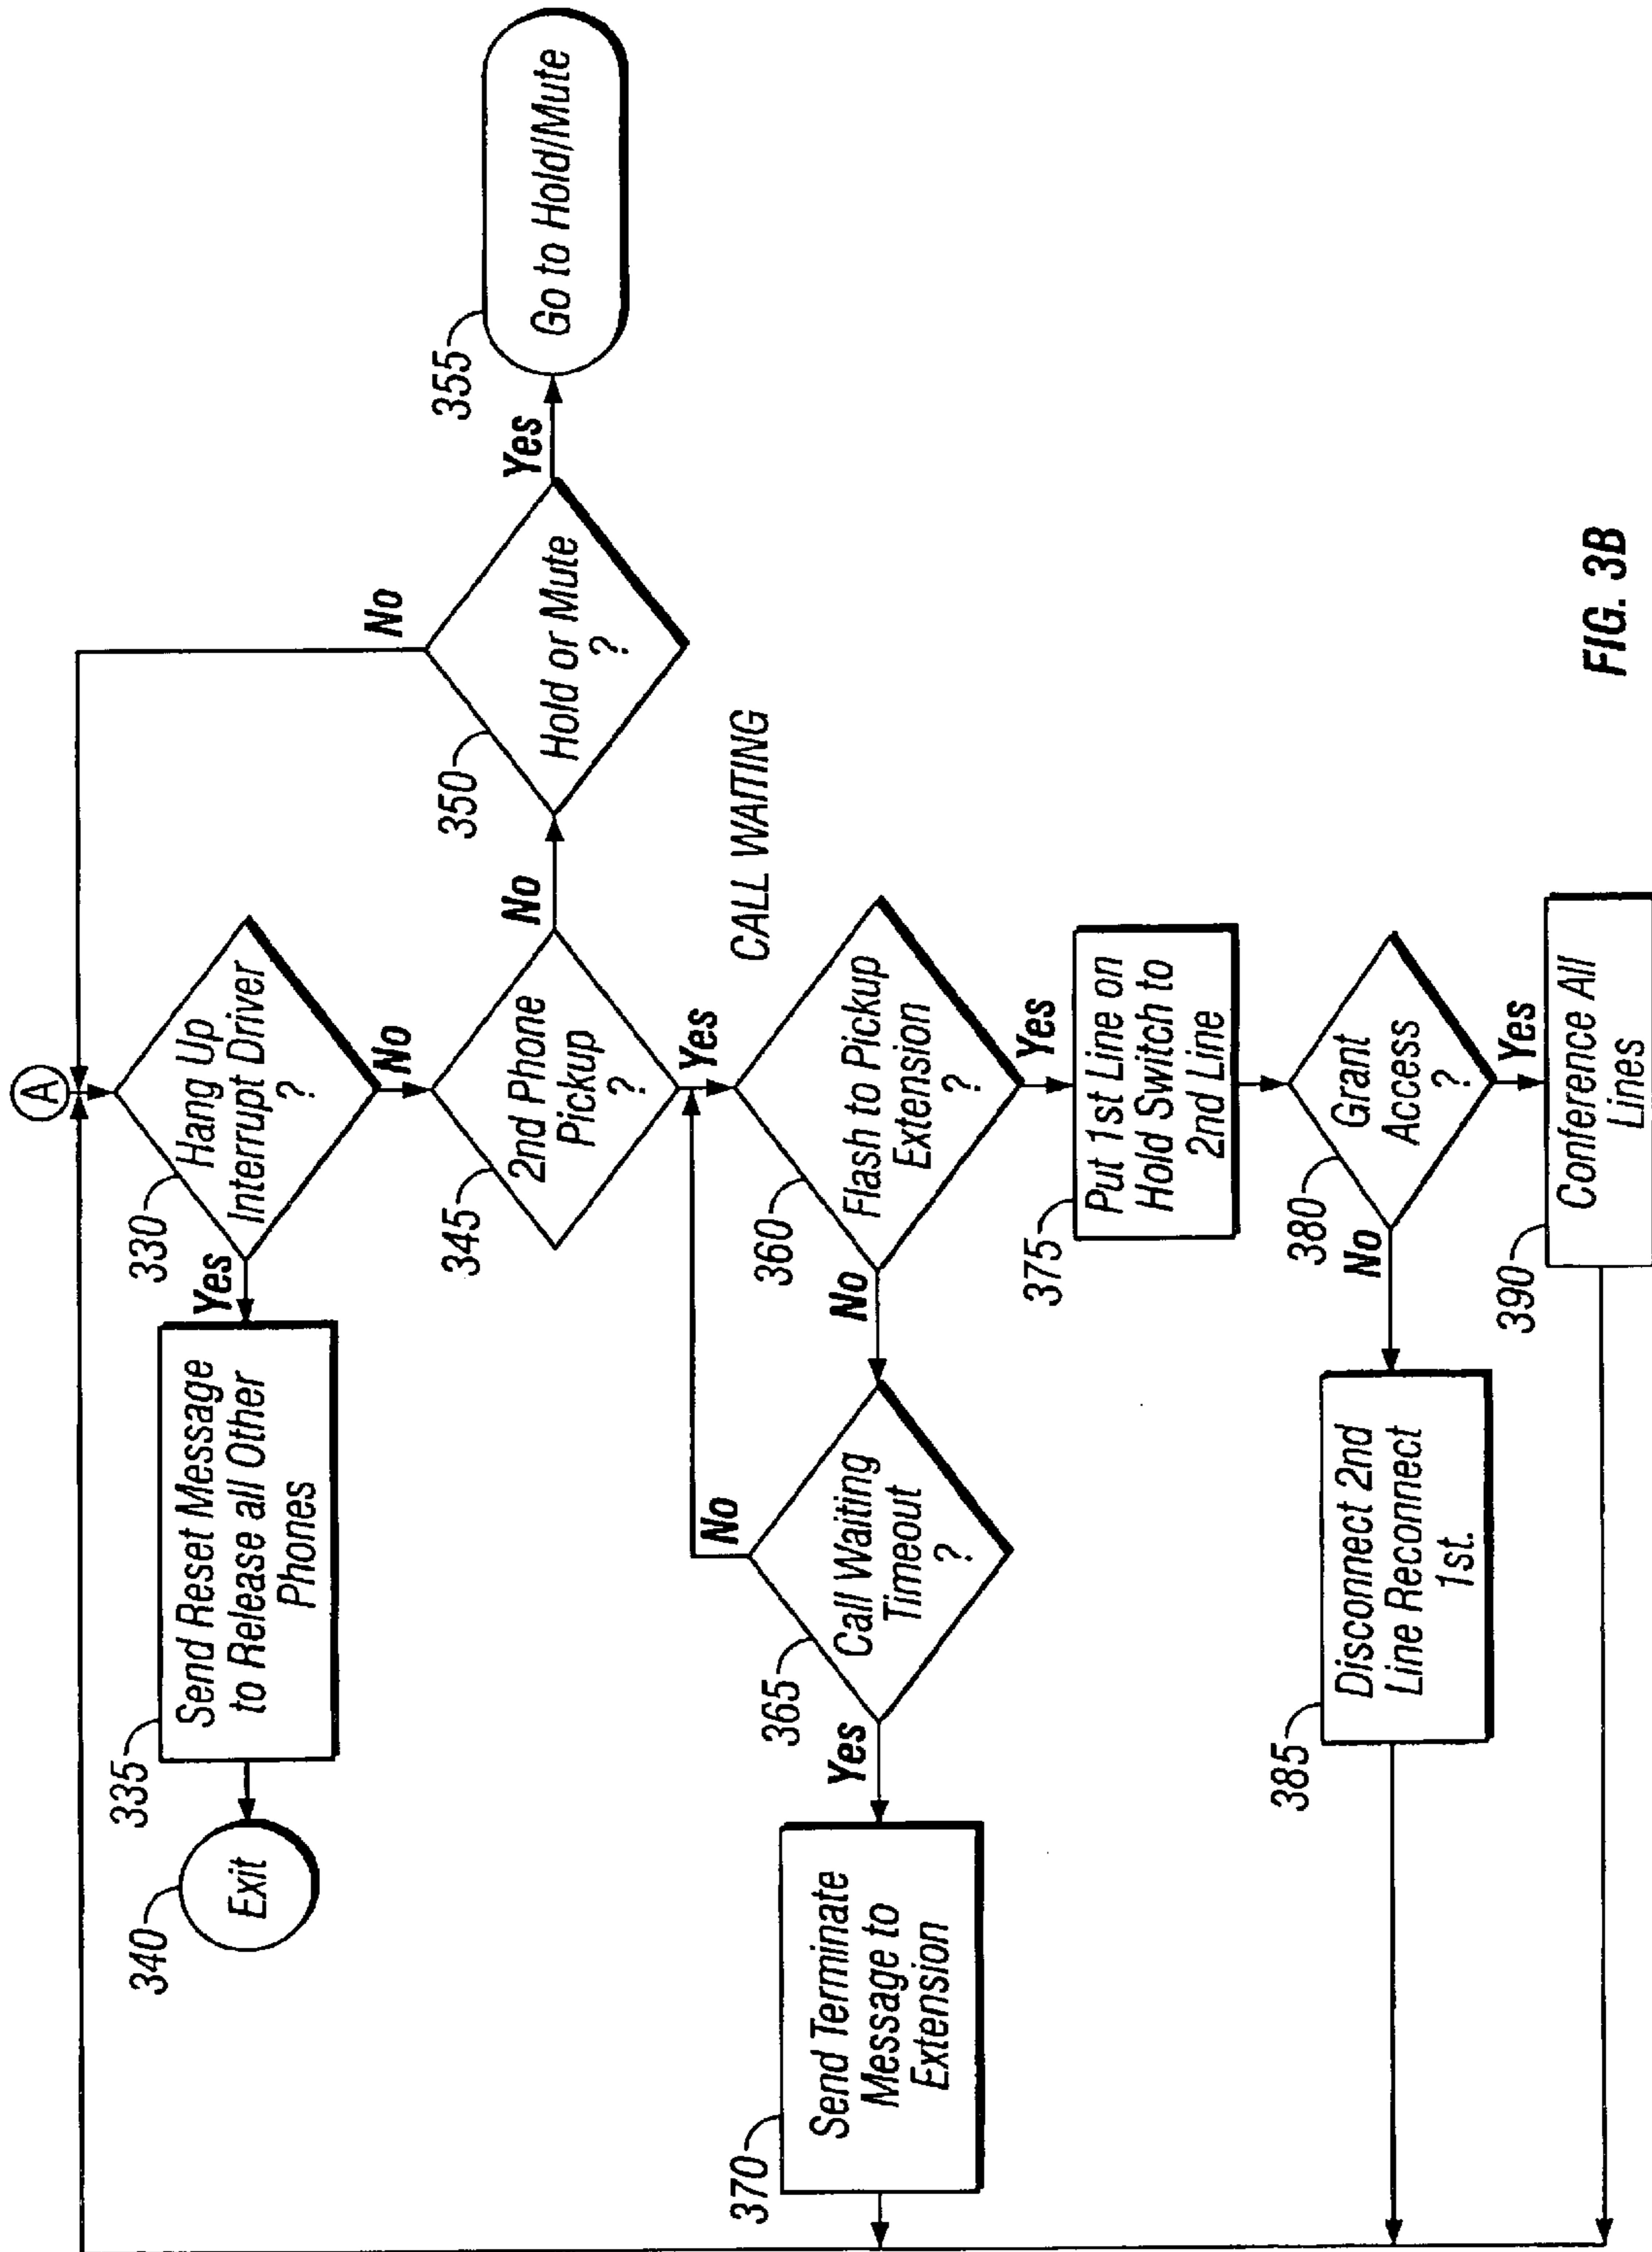 A
330
Hang Up
Interrupt Driver
?
Yes
No
335
Send Reset Message
to Release all Other
Phones
340
Exit
345
2nd Phone
Pickup
?
No
Yes
350
Hold or Mute
?
No
Yes
355
Go to Hold/Mute
CALL WAITING
360
Flash to Pickup
Extension
?
No
Yes
365
Call Waiting
Timeout
?
No
Yes
370
Send Terminate
Message to
Extension
375
Put 1st Line on
Hold Switch to
2nd Line
380
Grant
Access
?
No
Yes
385
Disconnect 2nd
Line Reconnect
1st.
390
Conference All
Lines
FIG. 3B